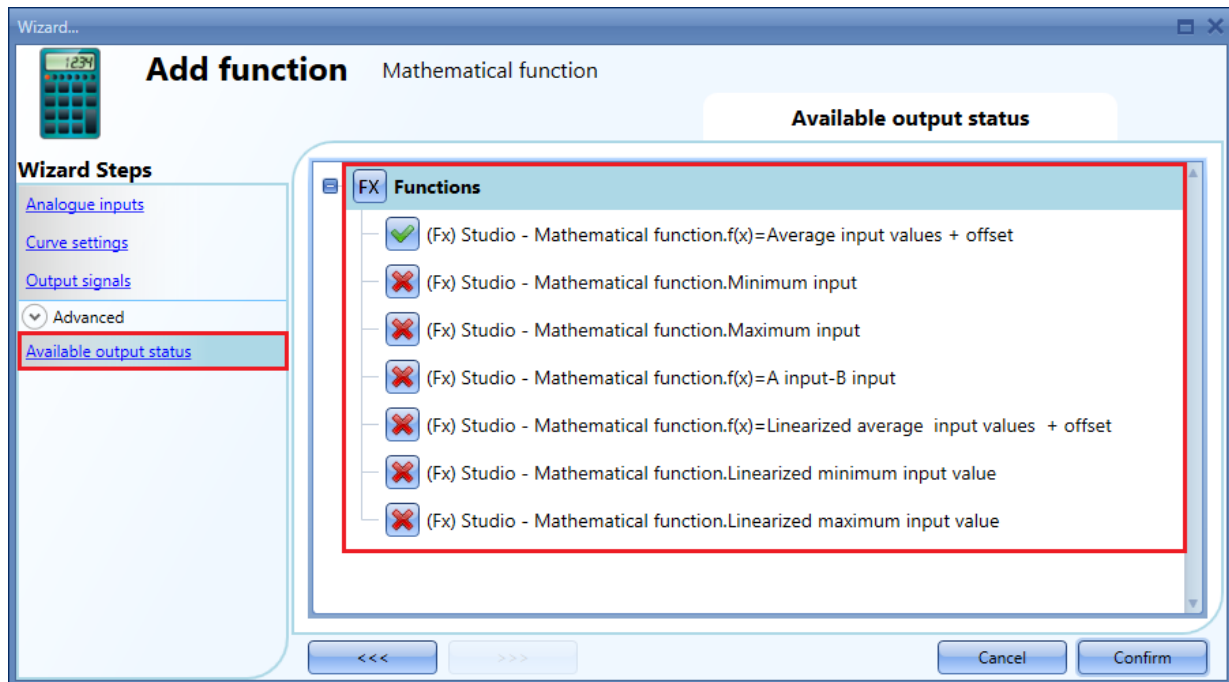 Wizard...
1234
Add function
Mathematical function
Available output status
Wizard Steps
Analogue inputs
Curve settings
Output signals
Advanced
Available output status
FX Functions
(Fx) Studio - Mathematical function.f(x)=Average input values + offset
(Fx) Studio - Mathematical function.Minimum input
(Fx) Studio - Mathematical function.Maximum input
(Fx) Studio - Mathematical function.f(x)=A input-B input
(Fx) Studio - Mathematical function.f(x)=Linearized average  input values  + offset
(Fx) Studio - Mathematical function.Linearized minimum input value
(Fx) Studio - Mathematical function.Linearized maximum input value
<<<
>>>
Cancel
Confirm